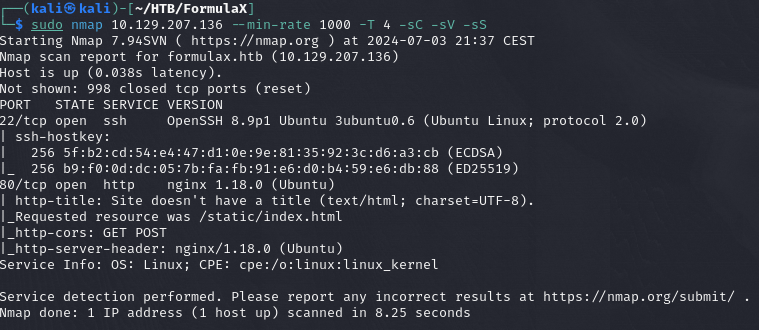 ┌──(kali㉿kali)-[~/HTB/FormulaX]
└─$ sudo nmap 10.129.207.136 --min-rate 1000 -T 4 -sC -sV -sS
Starting Nmap 7.94SVN ( https://nmap.org ) at 2024-07-03 21:37 CEST
Nmap scan report for formulax.htb (10.129.207.136)
Host is up (0.038s latency).
Not shown: 998 closed tcp ports (reset)
PORT   STATE SERVICE VERSION
22/tcp open  ssh     OpenSSH 8.9p1 Ubuntu 3ubuntu0.6 (Ubuntu Linux; protocol 2.0)
| ssh-hostkey:
|   256 5f:b2:cd:54:e4:47:d1:0e:9e:81:35:92:3c:d6:a3:cb (ECDSA)
|_  256 b9:f0:0d:dc:05:7b:fa:fb:91:e6:d0:b4:59:e6:db:88 (ED25519)
80/tcp open  http    nginx 1.18.0 (Ubuntu)
| http-title: Site doesn't have a title (text/html; charset=UTF-8).
|_Requested resource was /static/index.html
|_http-cors: GET POST
|_http-server-header: nginx/1.18.0 (Ubuntu)
Service Info: OS: Linux; CPE: cpe:/o:linux:linux_kernel

Service detection performed. Please report any incorrect results at https://nmap.org/submit/ .
Nmap done: 1 IP address (1 host up) scanned in 8.25 seconds